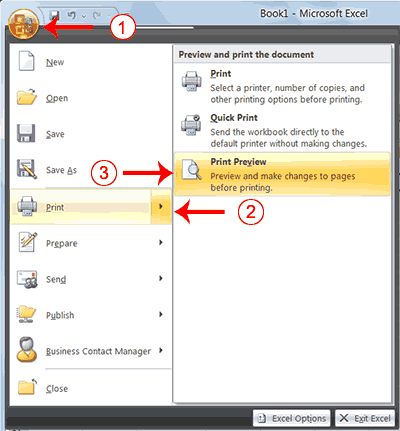 Book1 - Microsoft Excel
1
New
Open
Save
Save As
Print
Prepare
Send
Publish
Business Contact Manager
Close
Preview and print the document
Print
Select a printer, number of copies, and
other printing options before printing.
Quick Print
Send the workbook directly to the
default printer without making changes.
3
Print Preview
Preview and make changes to pages
before printing.
2
Excel Options
Exit Excel